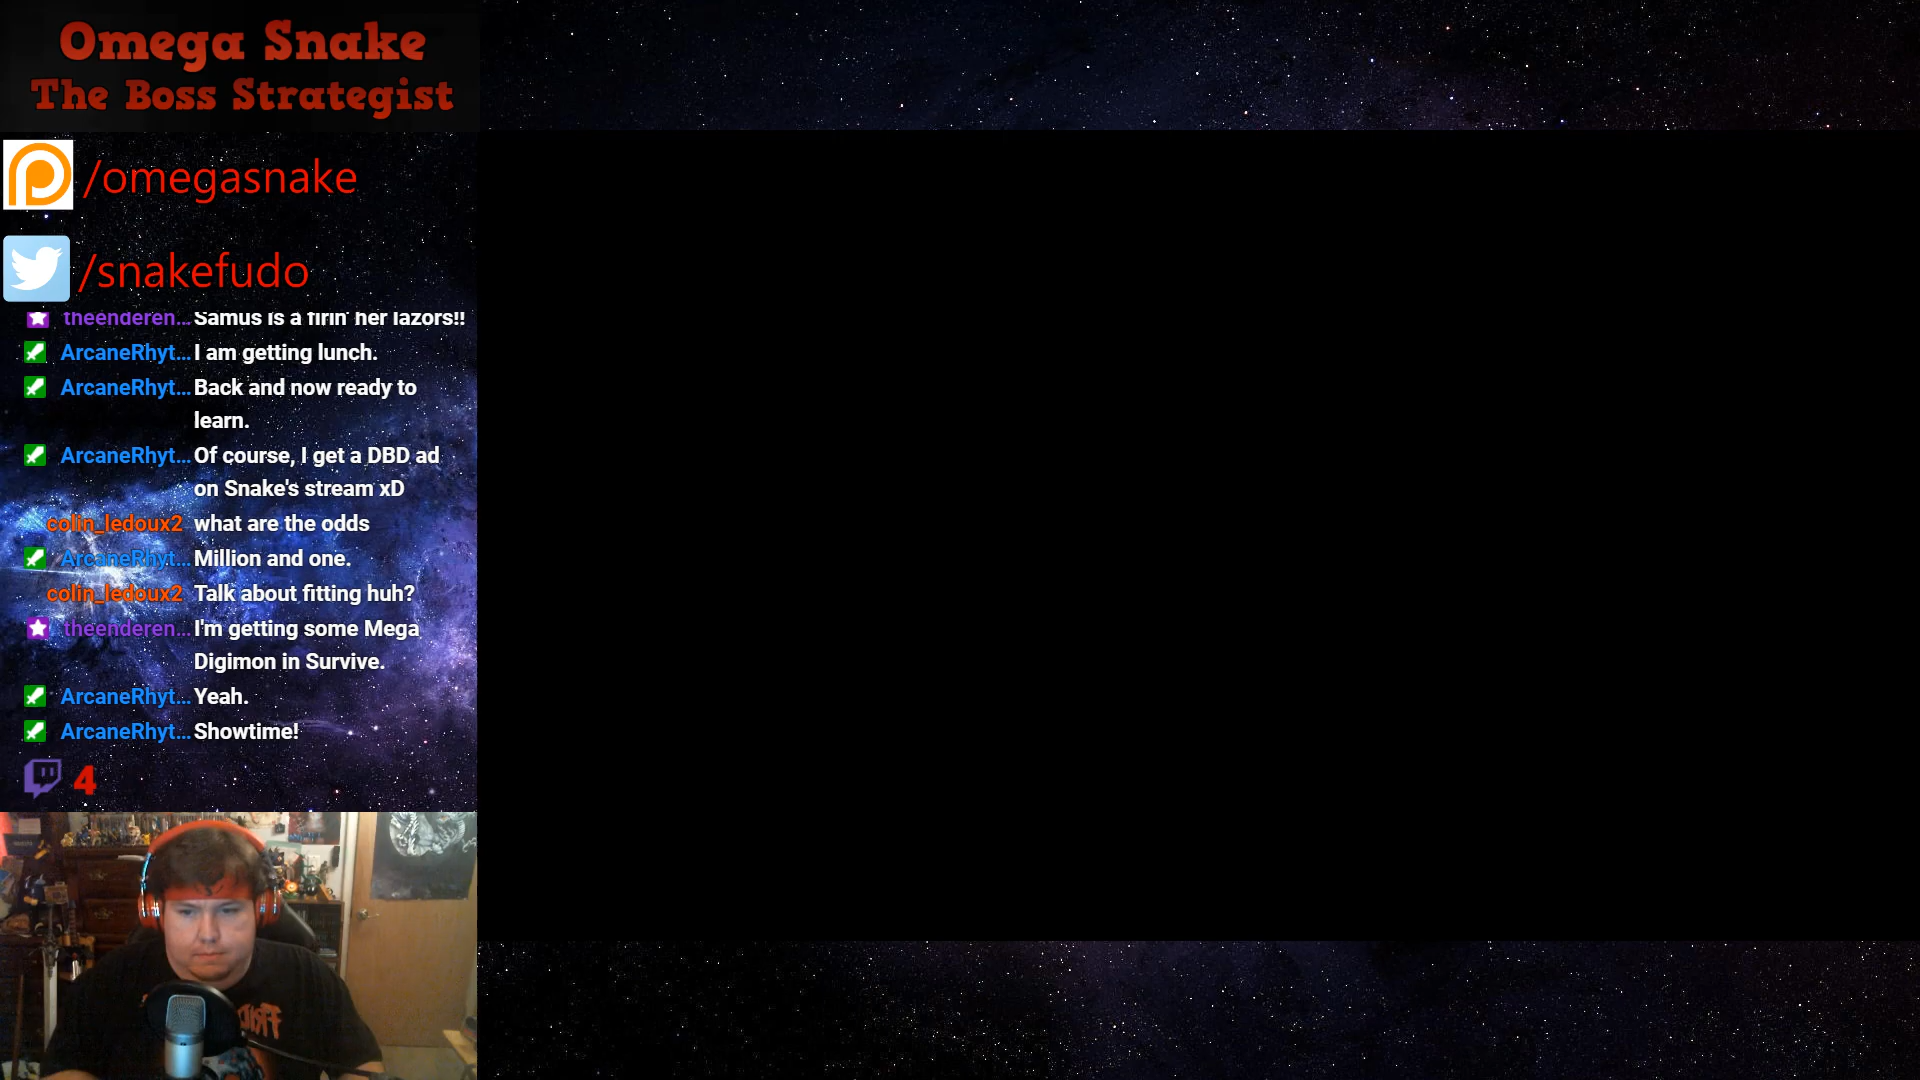 Omega Snake
The Boss Strategist
/omegasnake
/snakefudo
theenderen... Samus is a firin' her lazors!!
ArcaneRhyt... I am getting lunch.
ArcaneRhyt... Back and now ready to
learn.
ArcaneRhyt... Of course, I get a DBD ad
on Snake's stream xD
colin_ledoux2 what are the odds
ArcaneRhyt... Million and one.
colin_ledoux2 Talk about fitting huh?
theenderen... I'm getting some Mega
Digimon in Survive.
ArcaneRhyt... Yeah.
ArcaneRhyt... Showtime!
4